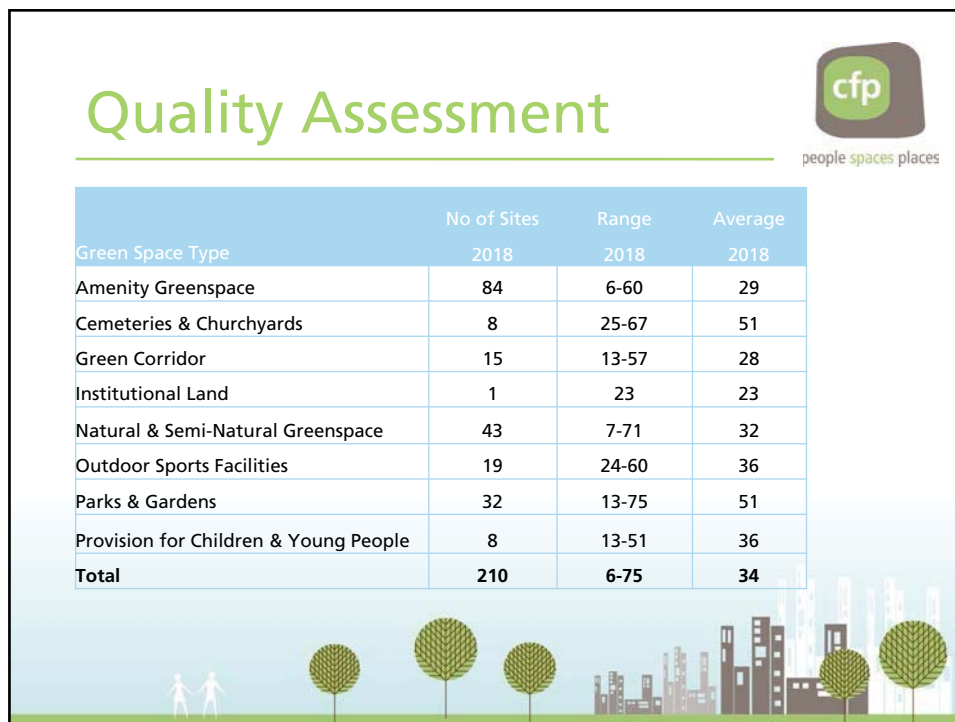 Quality Assessment
cfp
people spaces places
No of Sites Range Average
Green Space Type 2018 2018 2018
Amenity Greenspace 84 6-60 29
Cemeteries & Churchyards 8 25-67 51
Green Corridor 15 13-57 28
Institutional Land 1 23 23
Natural & Semi-Natural Greenspace 43 7-71 32
Outdoor Sports Facilities 19 24-60 36
Parks & Gardens 32 13-75 51
Provision for Children & Young People 8 13-51 36
Total 210 6-75 34